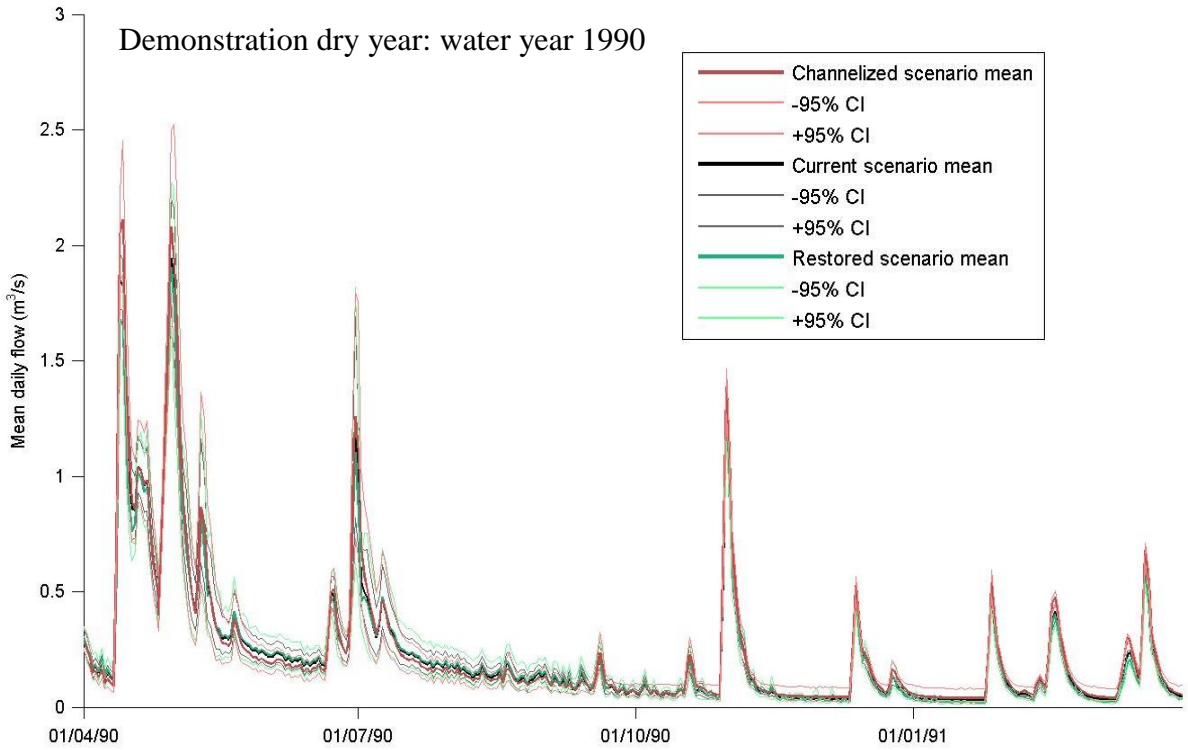 Demonstration dry year: water year 1990
3
2.5
2
1.5
1
0.5
0
Mean daily flow (m³/s)
Channelized scenario mean
-95% CI
+95% CI
Current scenario mean
-95% CI
+95% CI
Restored scenario mean
-95% CI
+95% CI
01/04/90
01/07/90
01/10/90
01/01/91